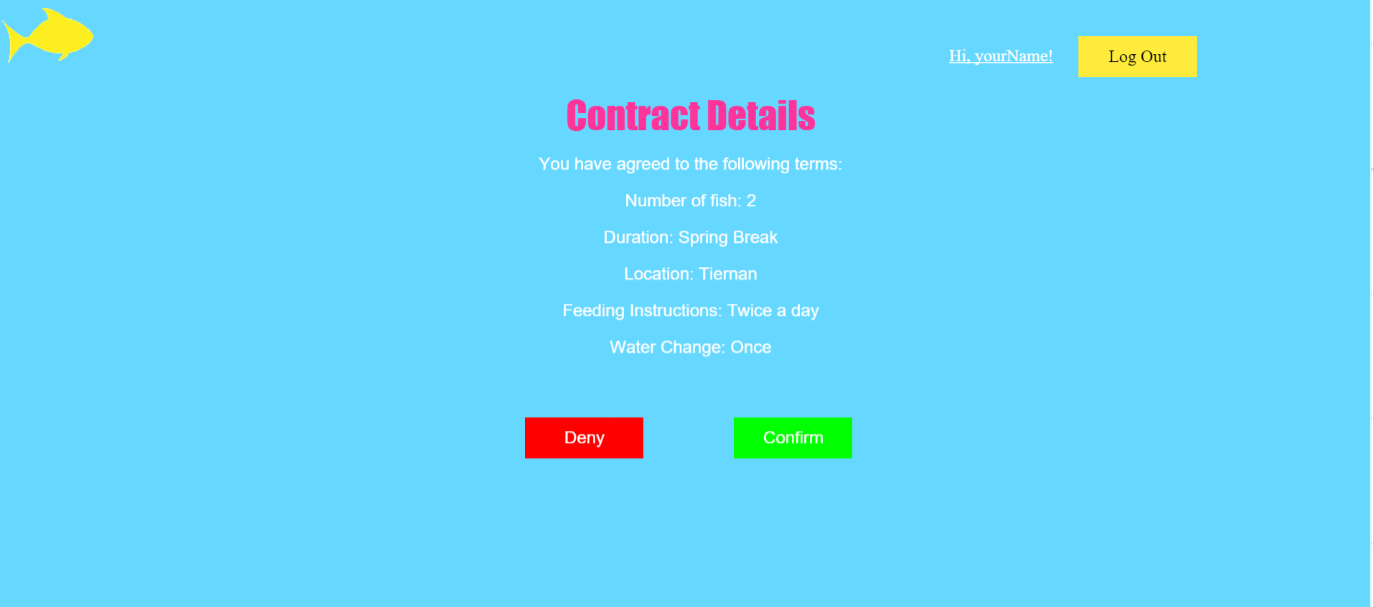 Hi, yourName!
Log Out
Contract Details
You have agreed to the following terms:
Number of fish: 2
Duration: Spring Break
Location: Tiernan
Feeding Instructions: Twice a day
Water Change: Once
Deny
Confirm